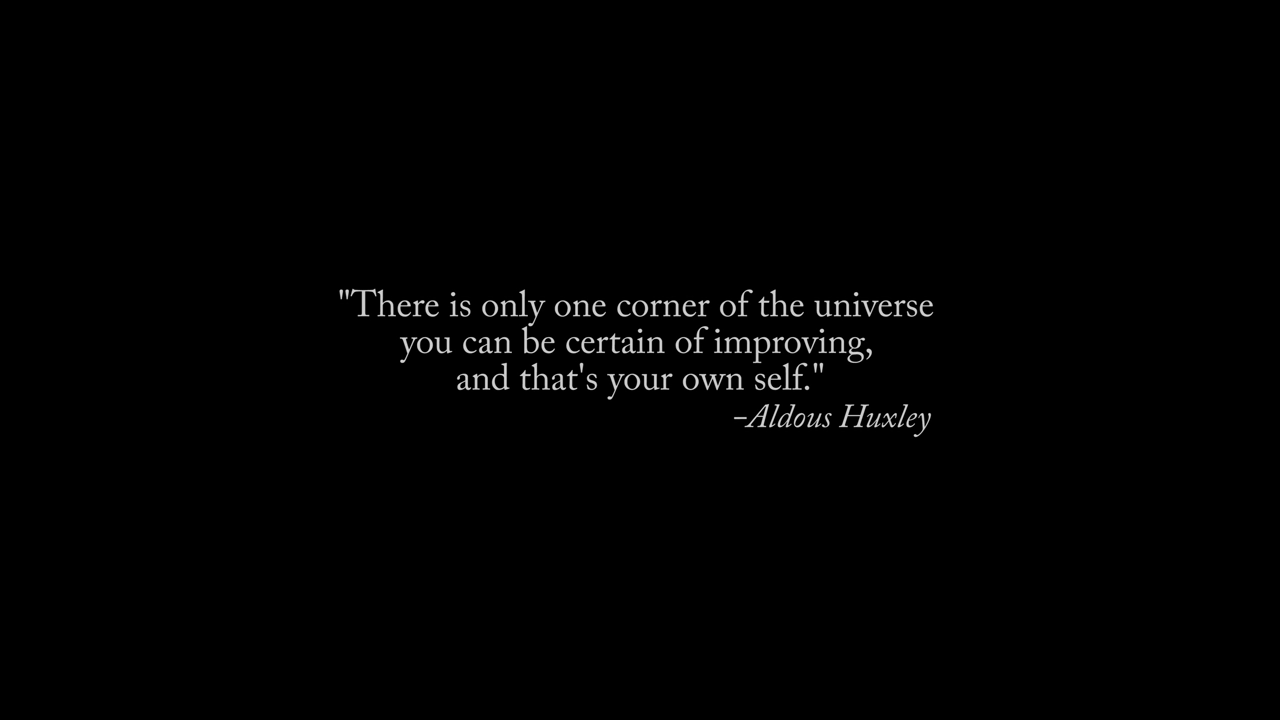 "There is only one corner of the universe
you can be certain of improving,
and that's your own self."
–Aldous Huxley